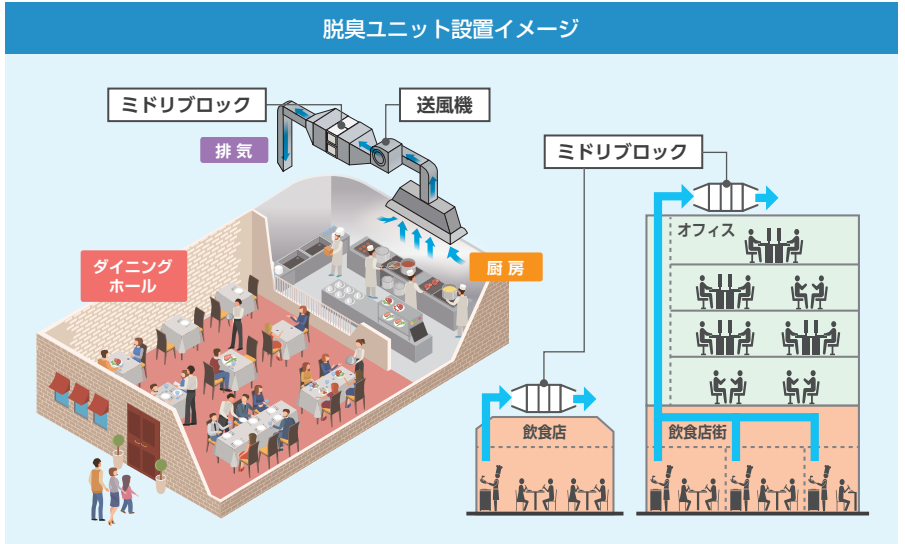 脱臭ユニット設置イメージ
ミドリブロック
送風機
排気
ミドリブロック
オフィス
ダイニング
ホール
厨房
飲食店
飲食店街